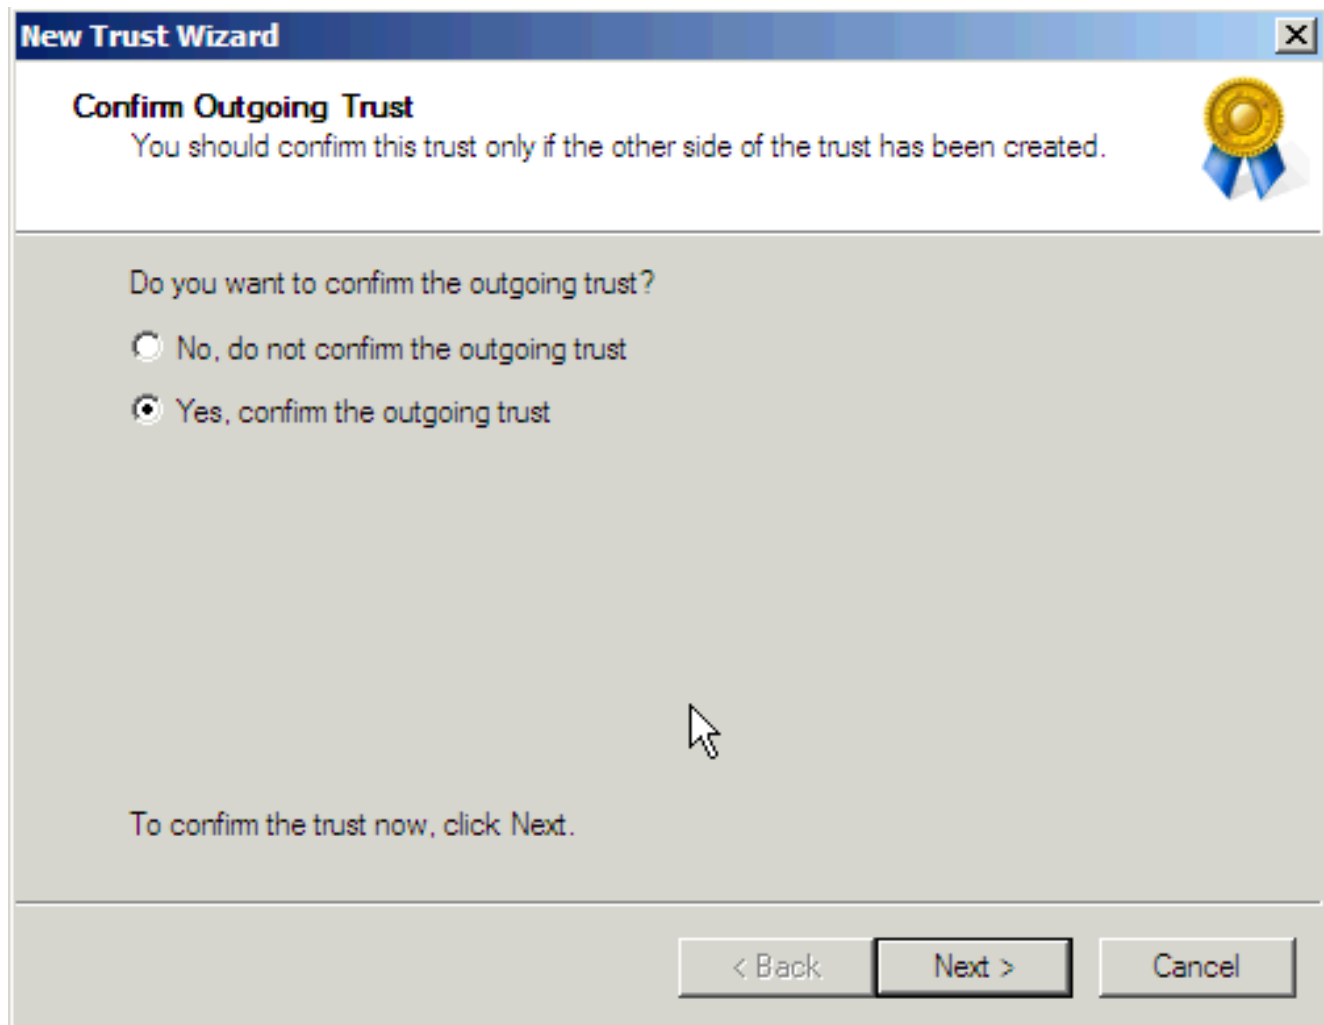 New Trust Wizard
Confirm Outgoing Trust
You should confirm this trust only if the other side of the trust has been created.
Do you want to confirm the outgoing trust?
No, do not confirm the outgoing trust
Yes, confirm the outgoing trust
To confirm the trust now, click Next.
< Back Next > Cancel